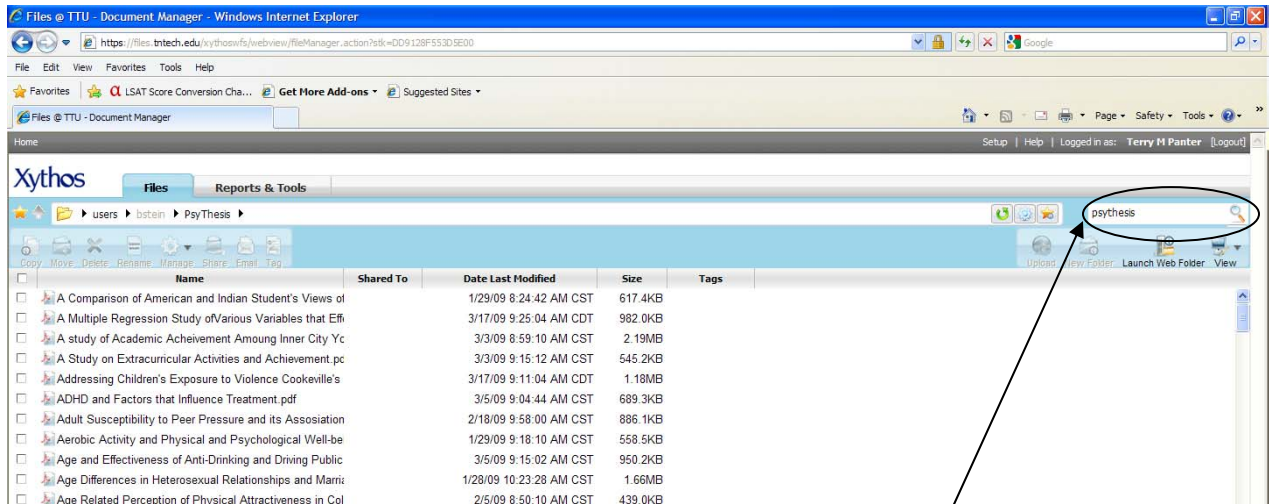 Files @ TTU - Document Manager - Windows Internet Explorer
https://files.tntech.edu/xythoswfs/webview/fileManager.action?stk=DD9128F553D5E00
Google
File Edit View Favorites Tools Help
Favorites LSAT Score Conversion Cha... Get More Add-ons Suggested Sites
Files @ TTU - Document Manager
Page Safety Tools »
Home Setup | Help | Logged in as: Terry M Panter [Logout]
Xythos Files Reports & Tools
users bstein PsyThesis psythesis
Copy Move Delete Rename Manage Share Email Tag Upload New Folder Launch Web Folder View
Name Shared To Date Last Modified Size Tags
A Comparison of American and Indian Student's Views of 1/29/09 8:24:42 AM CST 617.4KB
A Multiple Regression Study ofVarious Variables that Effe 3/17/09 9:25:04 AM CDT 982.0KB
A study of Academic Acheivement Amoung Inner City Yo 3/3/09 8:59:10 AM CST 2.19MB
A Study on Extracurricular Activities and Achievement.pd 3/3/09 9:15:12 AM CST 545.2KB
Addressing Children's Exposure to Violence Cookeville's 3/17/09 9:11:04 AM CDT 1.18MB
ADHD and Factors that Influence Treatment.pdf 3/5/09 9:04:44 AM CST 689.3KB
Adult Susceptibility to Peer Pressure and its Assosiation 2/18/09 9:58:00 AM CST 886.1KB
Aerobic Activity and Physical and Psychological Well-be 1/29/09 9:18:10 AM CST 558.5KB
Age and Effectiveness of Anti-Drinking and Driving Public 3/5/09 9:15:02 AM CST 950.2KB
Age Differences in Heterosexual Relationships and Marria 1/28/09 10:23:28 AM CST 1.66MB
Age Related Perception of Physical Attractiveness in Col 2/5/09 8:50:10 AM CST 439.0KB